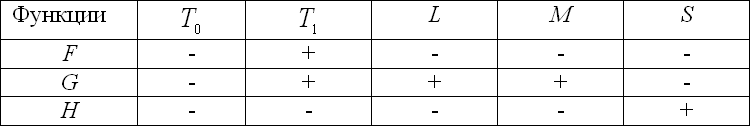 Функции T₀ T₁ L M S
F - + - - -
G - + + + -
H - - - - +